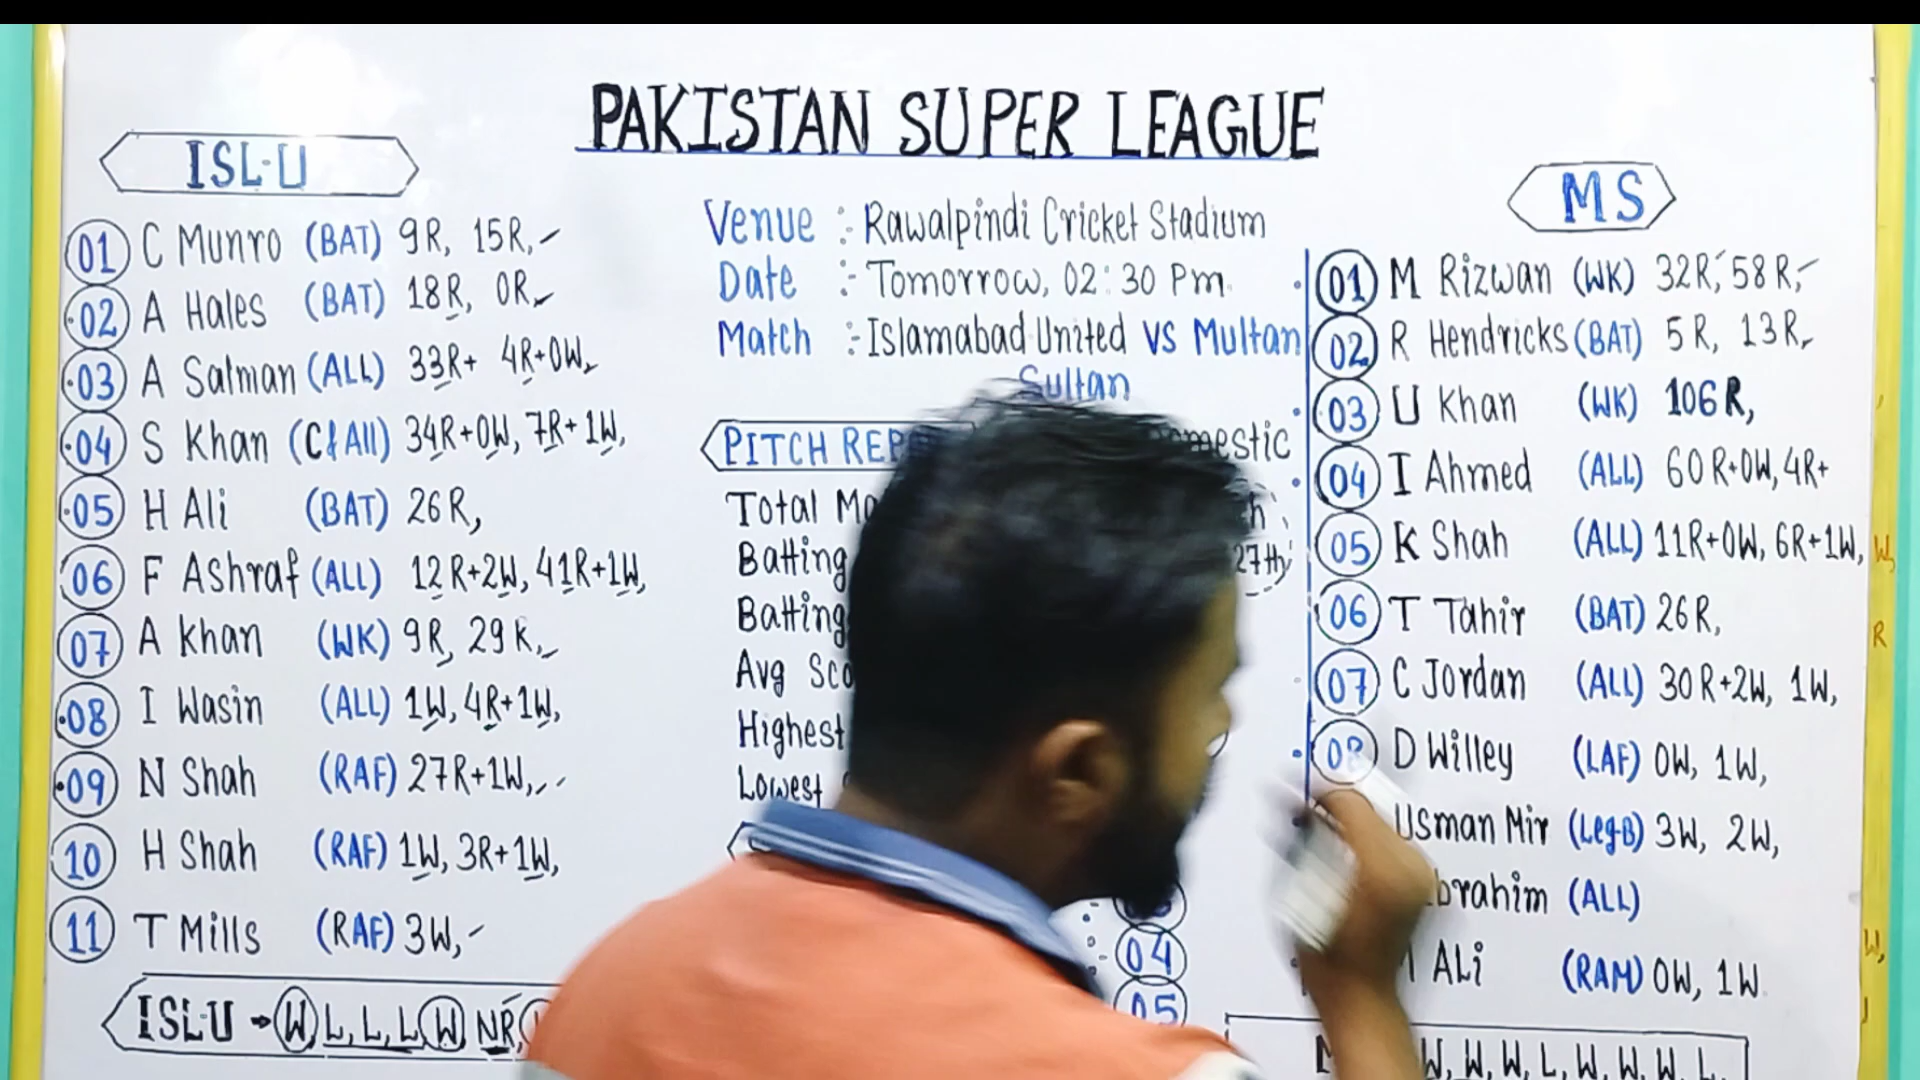 PAKISTAN SUPER LEAGUE
ISL-U
01 C Munro (BAT) 9R, 15R,
02 A Hales (BAT) 18R, 0R,
03 A Salman (ALL) 33R+ 4R+0W,
04 S Khan (C&All) 34R+0W, 7R+1W,
05 H Ali (BAT) 26R,
06 F Ashraf (ALL) 12R+2W, 41R+1W,
07 A Khan (WK) 9R, 29R,
08 I Wasin (ALL) 1W, 4R+1W,
09 N Shah (RAF) 27R+1W,
10 H Shah (RAF) 1W, 3R+1W,
11 T Mills (RAF) 3W,
ISL-U → W L, L, L W NR,
Venue : Rawalpindi Cricket Stadium
Date :- Tomorrow, 02:30 Pm
Match :- Islamabad United VS Multan
Sultan
PITCH
Total
Batting 27th
Batting
Avg
Highest
Lowest
04
05
MS
01 M Rizwan (WK) 32R, 58R,
02 R Hendricks (BAT) 5R, 13R,
03 U Khan (WK) 106R,
04 I Ahmed (ALL) 60R+0W, 4R+
05 K Shah (ALL) 11R+0W, 6R+1W, W,
06 T Tahir (BAT) 26R, R
07 C Jordan (ALL) 30R+2W, 1W,
08 D Willey (LAF) 0W, 1W,
Usman Mir (Leg-B) 3W, 2W,
(ALL)
ALi (RAM) 0W, 1W W,
W, W, W, L, W, W, W, L,